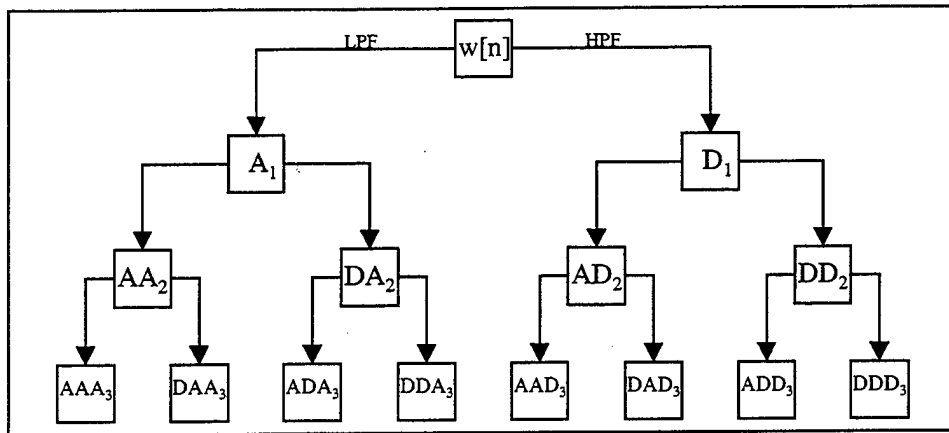 LPF w[n] HPF
A₁ D₁
AA₂ DA₂ AD₂ DD₂
AAA₃ DAA₃ ADA₃ DDA₃ AAD₃ DAD₃ ADD₃ DDD₃